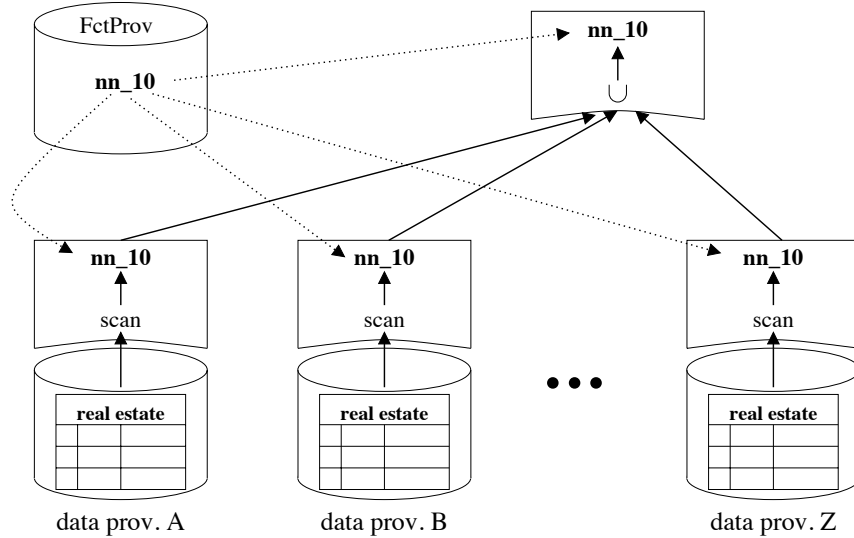 FctProv
nn_10
nn_10
∪
nn_10
nn_10
nn_10
scan
scan
scan
real estate
real estate
real estate
data prov. A
data prov. B
data prov. Z